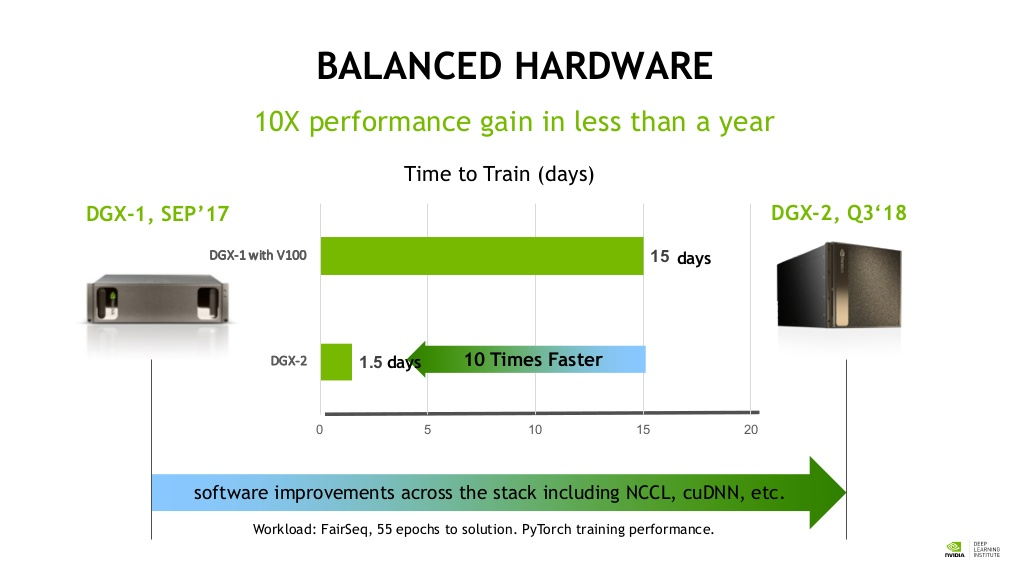 BALANCED HARDWARE
10X performance gain in less than a year
Time to Train (days)
DGX-1, SEP’17
DGX-2, Q3‘18
DGX-1 with V100
15 days
DGX-2
1.5 days
10 Times Faster
0 5 10 15 20
software improvements across the stack including NCCL, cuDNN, etc.
Workload: FairSeq, 55 epochs to solution. PyTorch training performance.
NVIDIA
DEEP
LEARNING
INSTITUTE